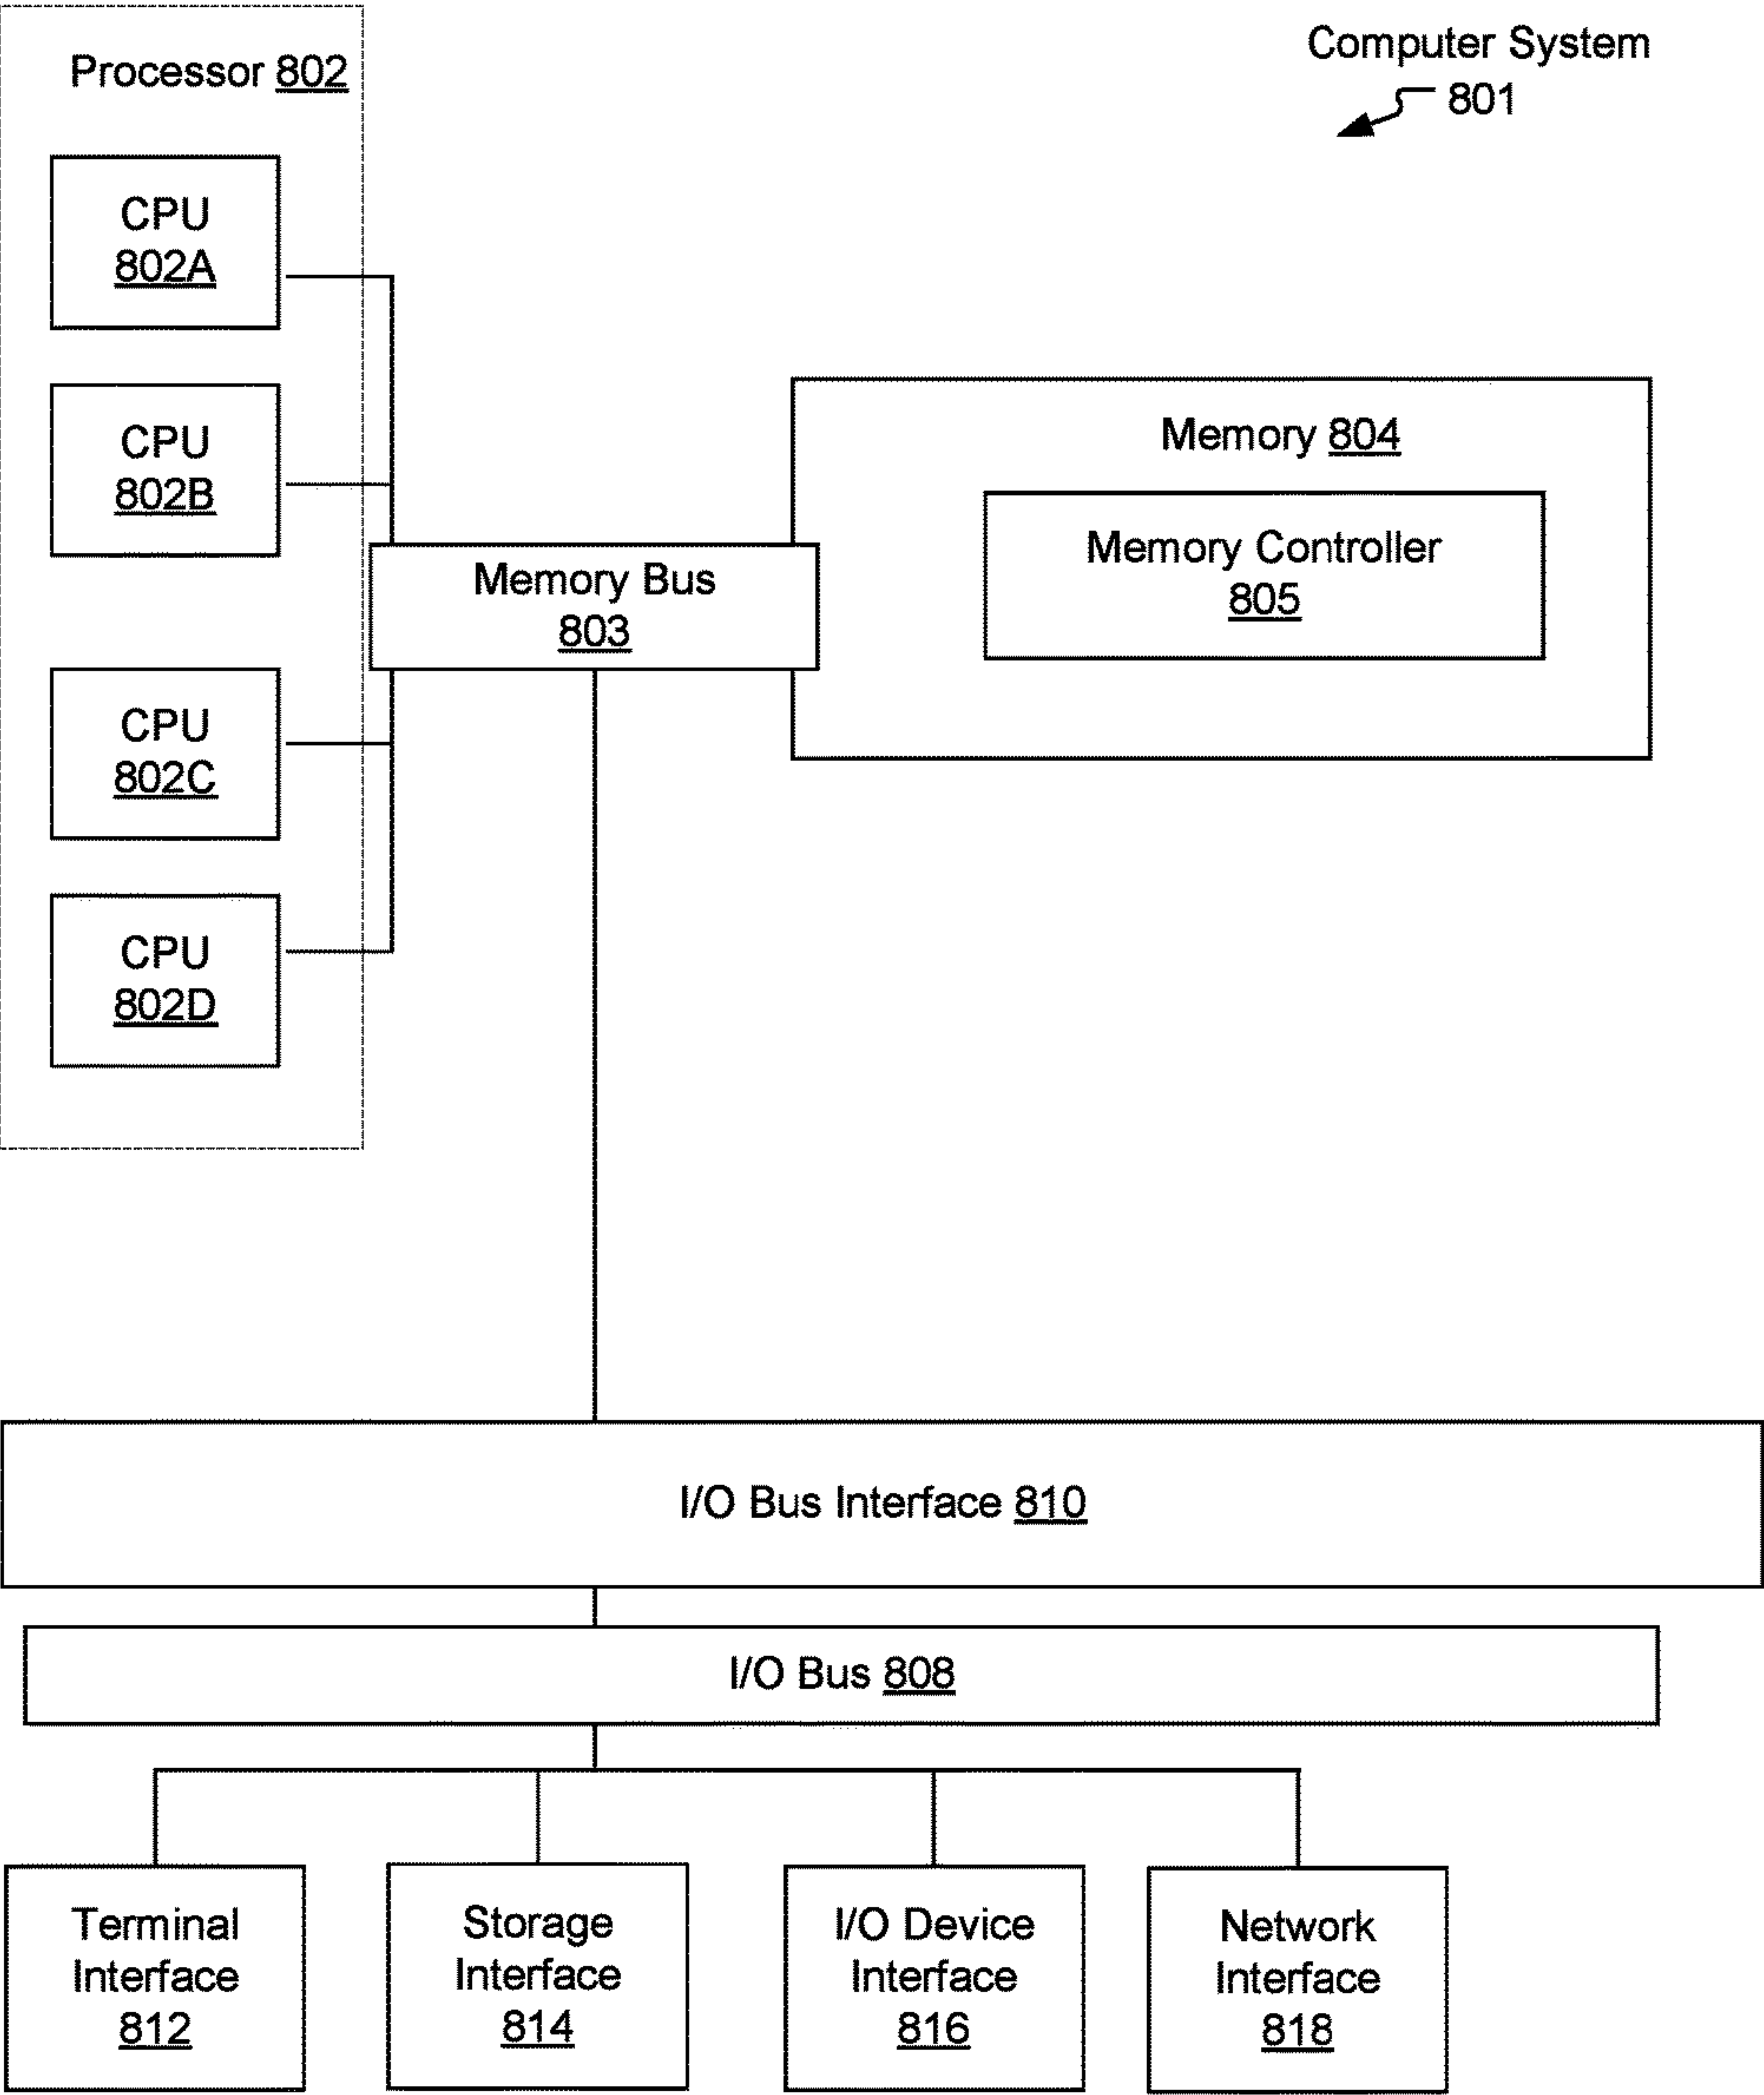 Computer System
801
Processor 802
CPU
802A
CPU
802B
Memory 804
Memory Controller
805
Memory Bus
803
CPU
802C
CPU
802D
I/O Bus Interface 810
I/O Bus 808
Terminal
Interface
812
Storage
Interface
814
I/O Device
Interface
816
Network
Interface
818